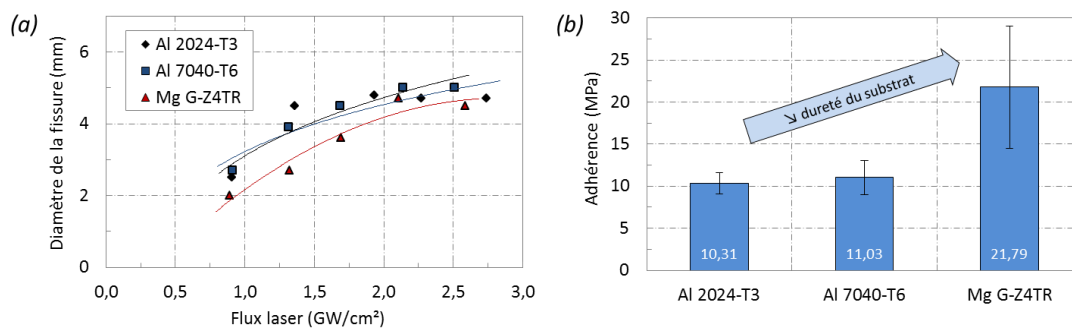 (a)
Al 2024-T3
Al 7040-T6
Mg G-Z4TR
Diamètre de la fissure (mm)
6
4
2
0
0,0 0,5 1,0 1,5 2,0 2,5 3,0
Flux laser (GW/cm²)
(b)
Adhérence (MPa)
30
25
20
15
10
5
0
↘ dureté du substrat
10,31 11,03 21,79
Al 2024-T3 Al 7040-T6 Mg G-Z4TR